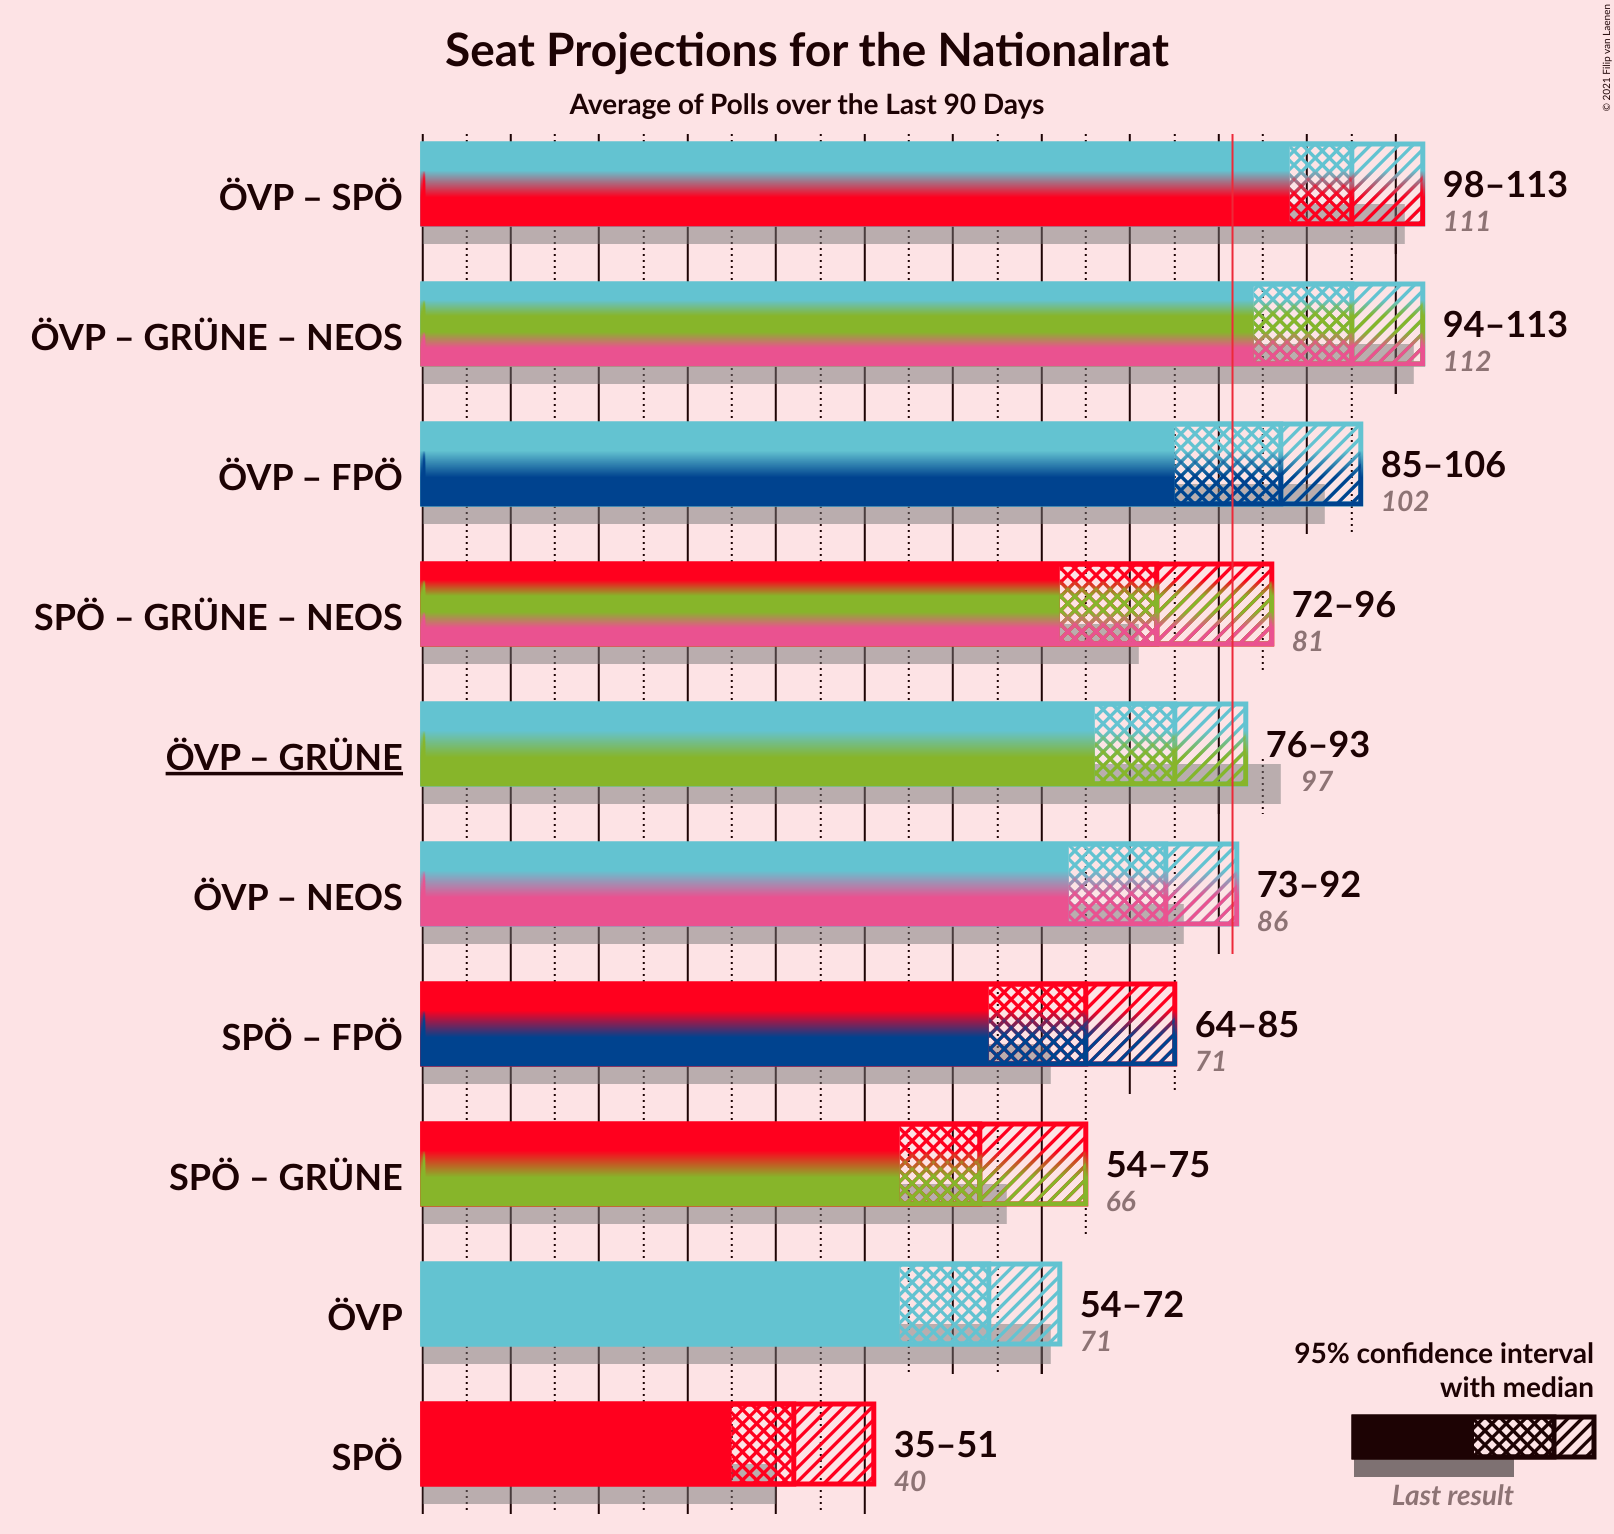 Seat Projections for the Nationalrat
Average of Polls over the Last 90 Days
© 2021 Filip van Laenen
ÖVP – SPÖ
98–113
111
ÖVP – GRÜNE – NEOS
94–113
112
ÖVP – FPÖ
85–106
102
SPÖ – GRÜNE – NEOS
72–96
81
ÖVP – GRÜNE
76–93
97
ÖVP – NEOS
73–92
86
SPÖ – FPÖ
64–85
71
SPÖ – GRÜNE
54–75
66
ÖVP
54–72
71
SPÖ
35–51
40
95% confidence interval
with median
Last result